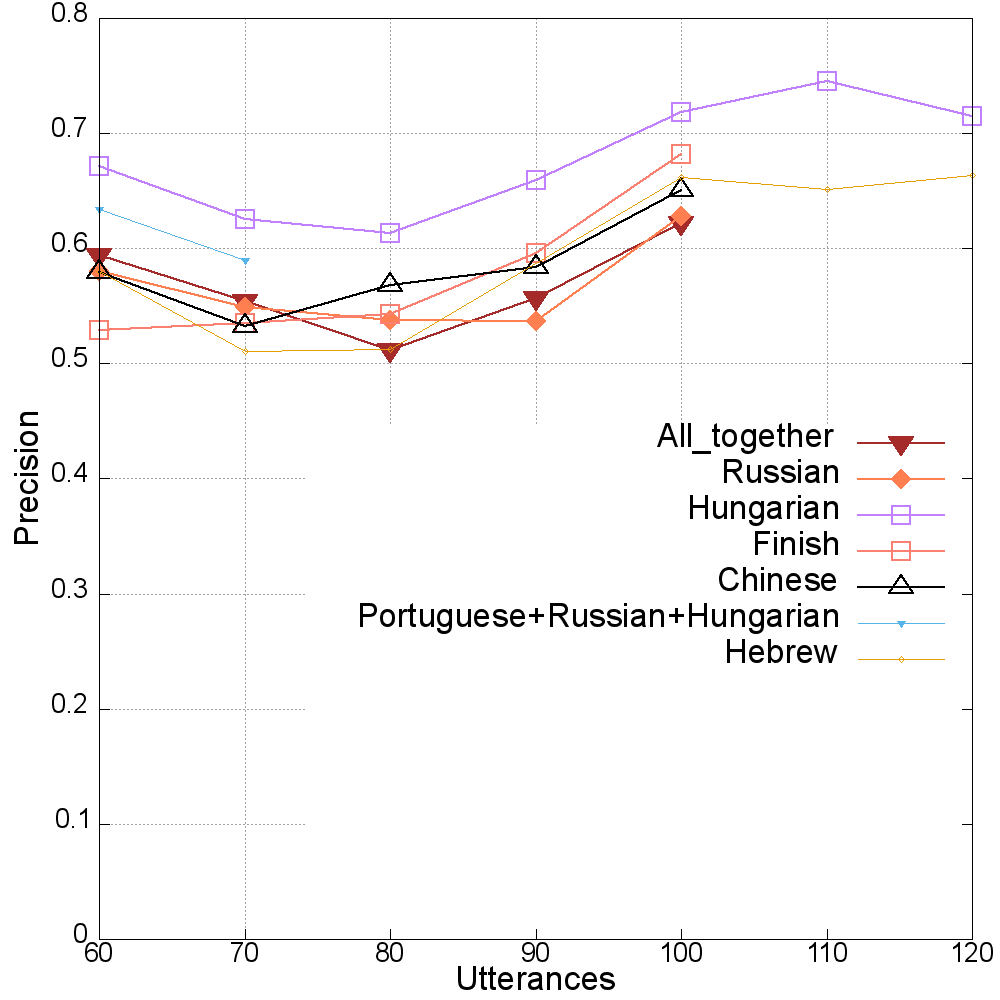 0.8
0.7
0.6
0.5
0.4
0.3
0.2
0.1
0
Precision
All_together
Russian
Hungarian
Finish
Chinese
Portuguese+Russian+Hungarian
Hebrew
60 70 80 90 100 110 120
Utterances